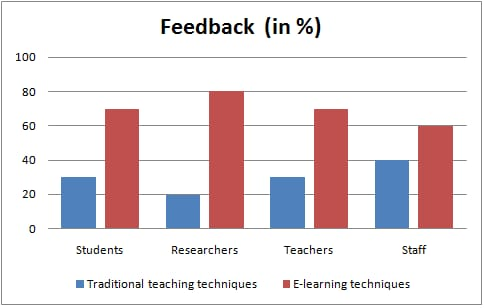 Feedback (in %)
100
80
60
40
20
0
Students Researchers Teachers Staff
Traditional teaching techniques E-learning techniques